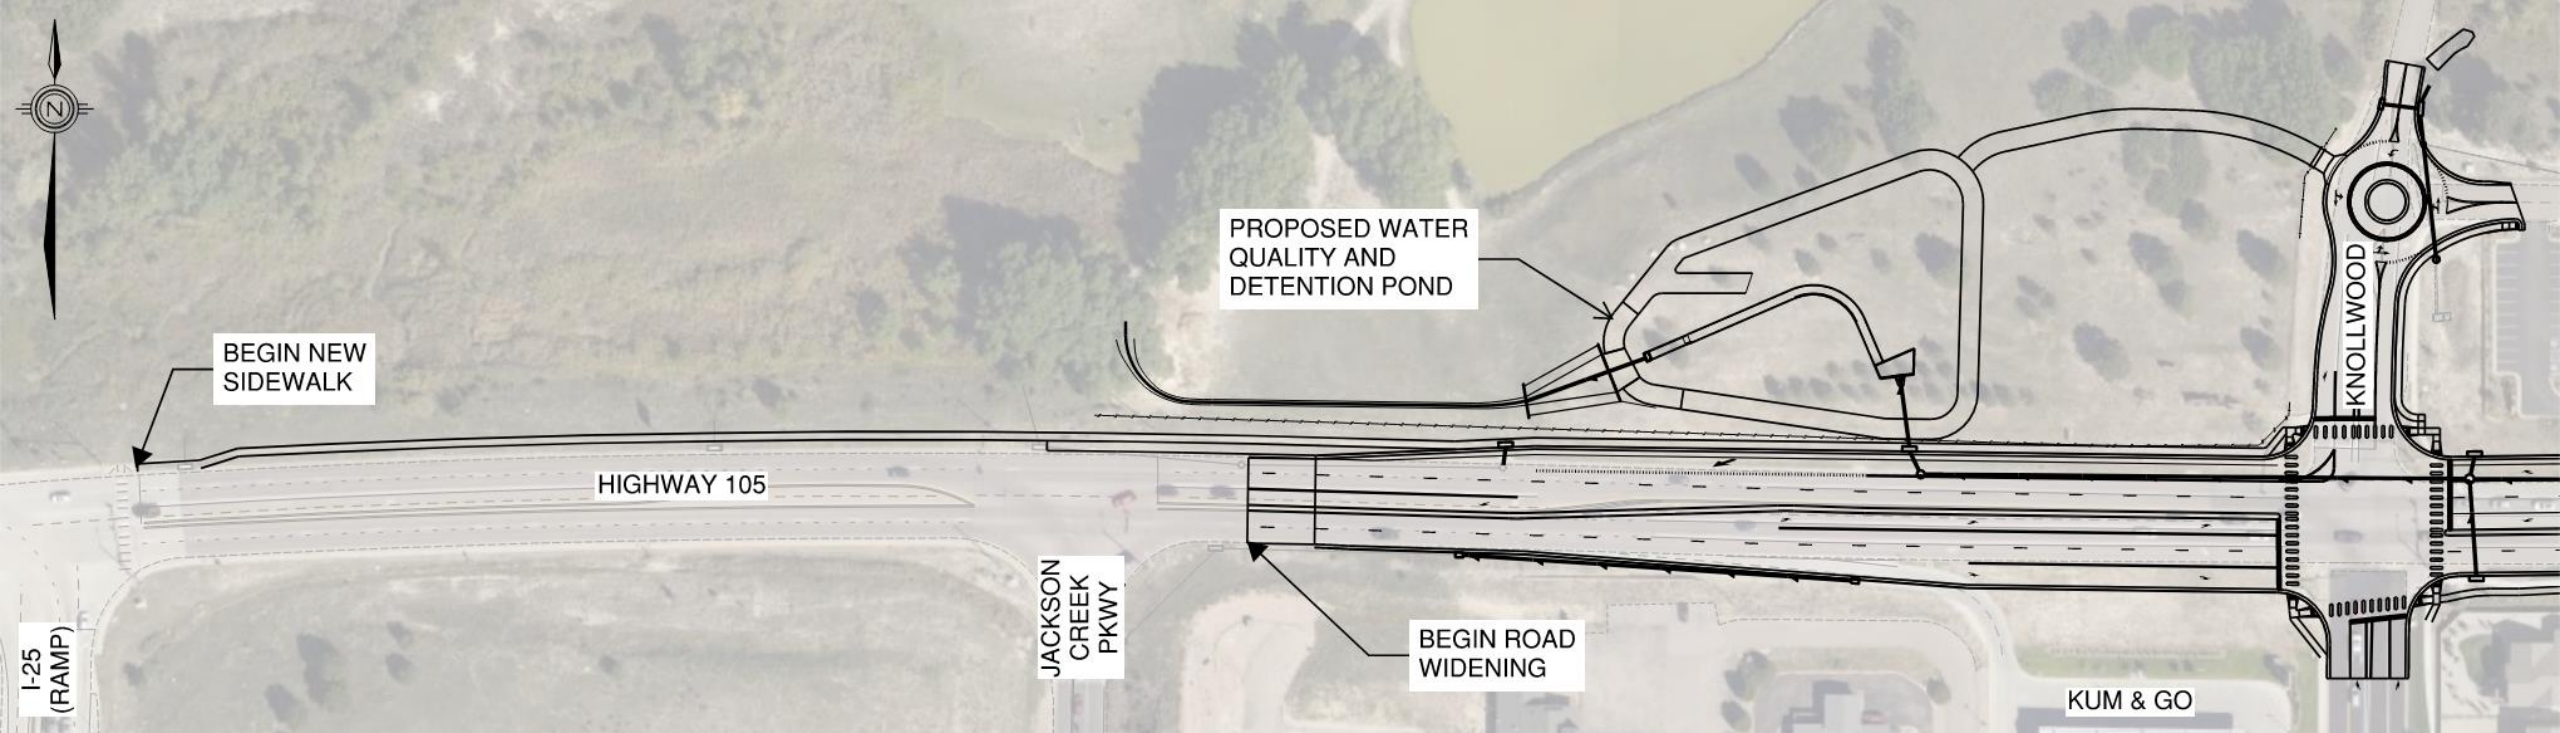 N
BEGIN NEW
SIDEWALK
HIGHWAY 105
I-25
(RAMP)
JACKSON
CREEK
PKWY
PROPOSED WATER
QUALITY AND
DETENTION POND
BEGIN ROAD
WIDENING
KNOLLWOOD
KUM & GO